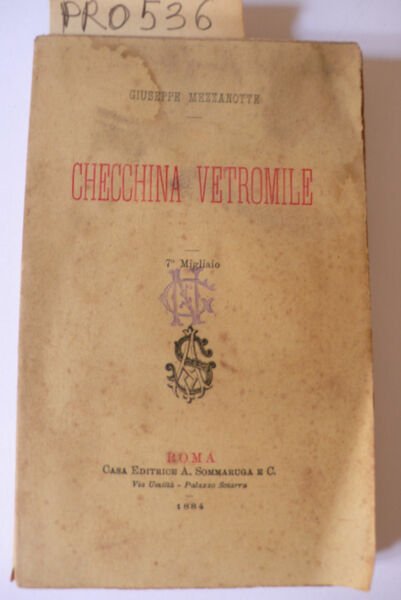 PRO536
GIUSEPPE MEZZANOTTE
CHECCHINA VETROMILE
7° Migliaio
ROMA
CASA EDITRICE A. SOMMARUGA E C.
Via Umiltà - Palazzo Sciarra
1884